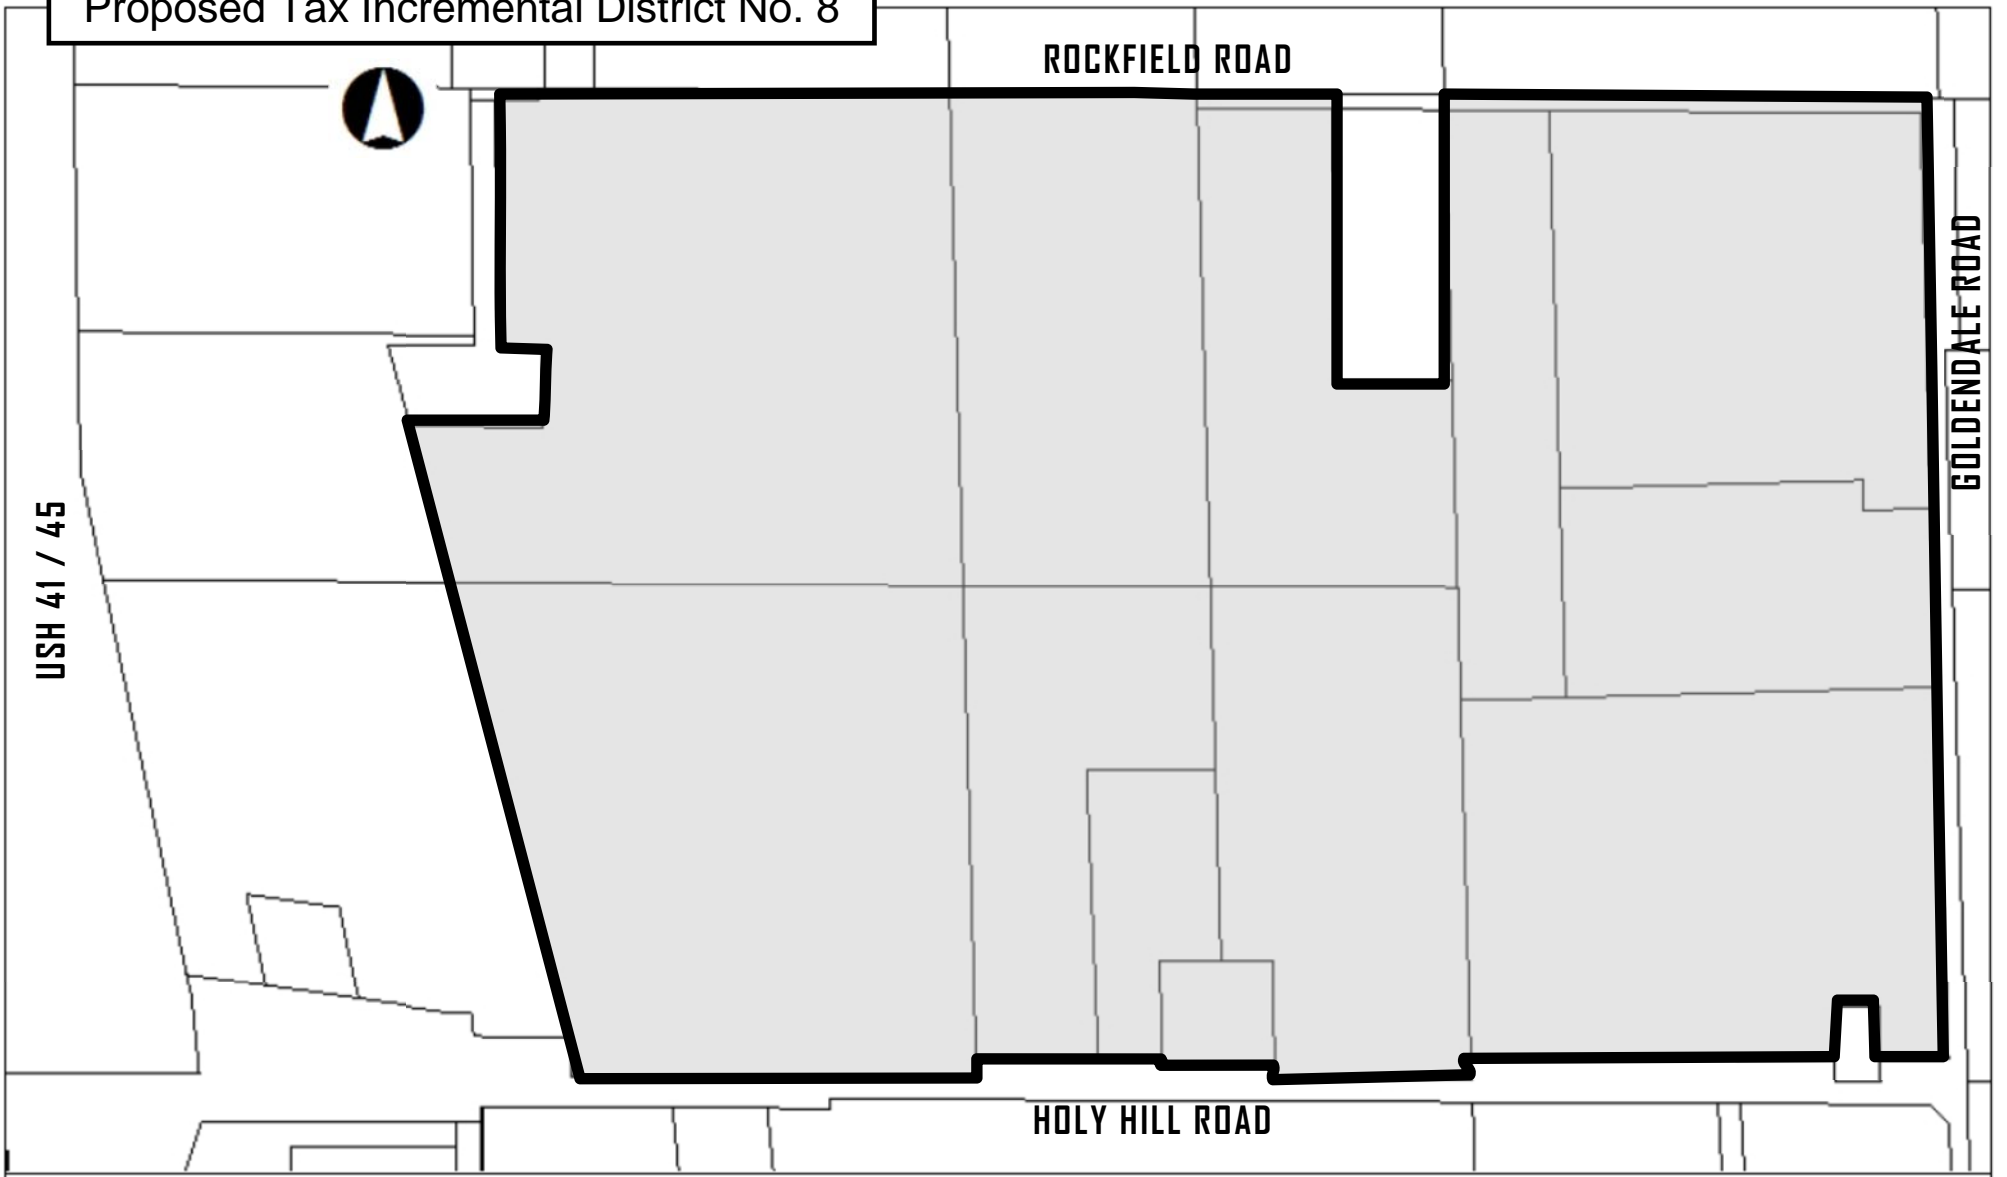 Proposed Tax Incremental District No. 8
ROCKFIELD ROAD
GOLDENDALE ROAD
USH 41 / 45
HOLY HILL ROAD